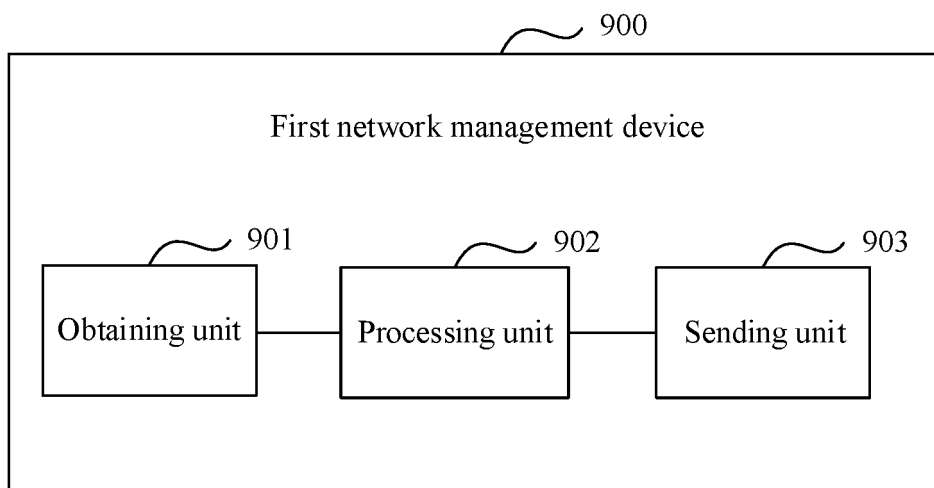 900
First network management device
901
902
903
Obtaining unit
Processing unit
Sending unit